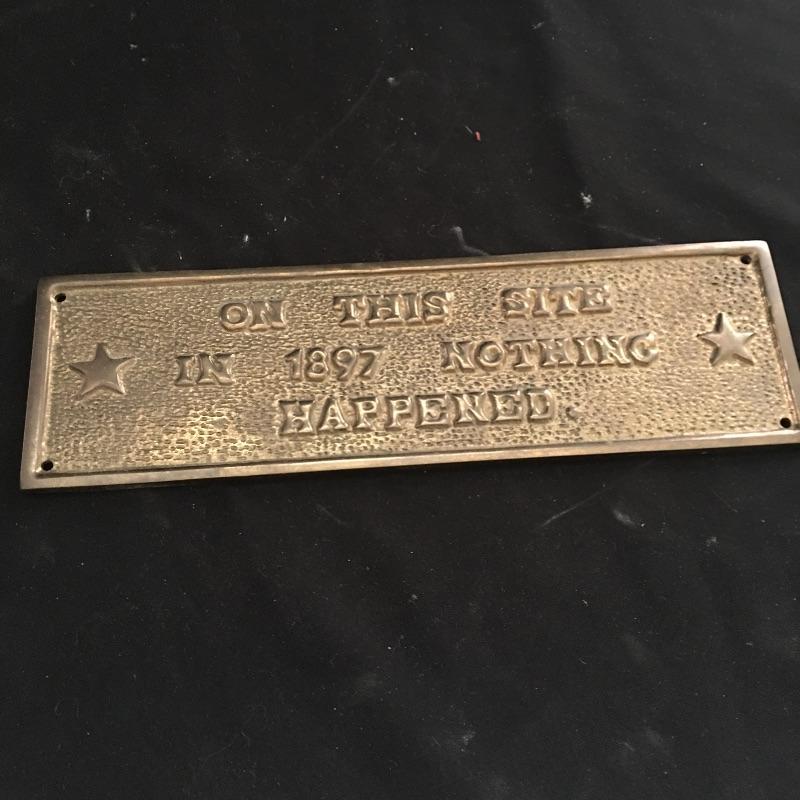 ON THIS SITE
IN 1897 NOTHING
HAPPENED.